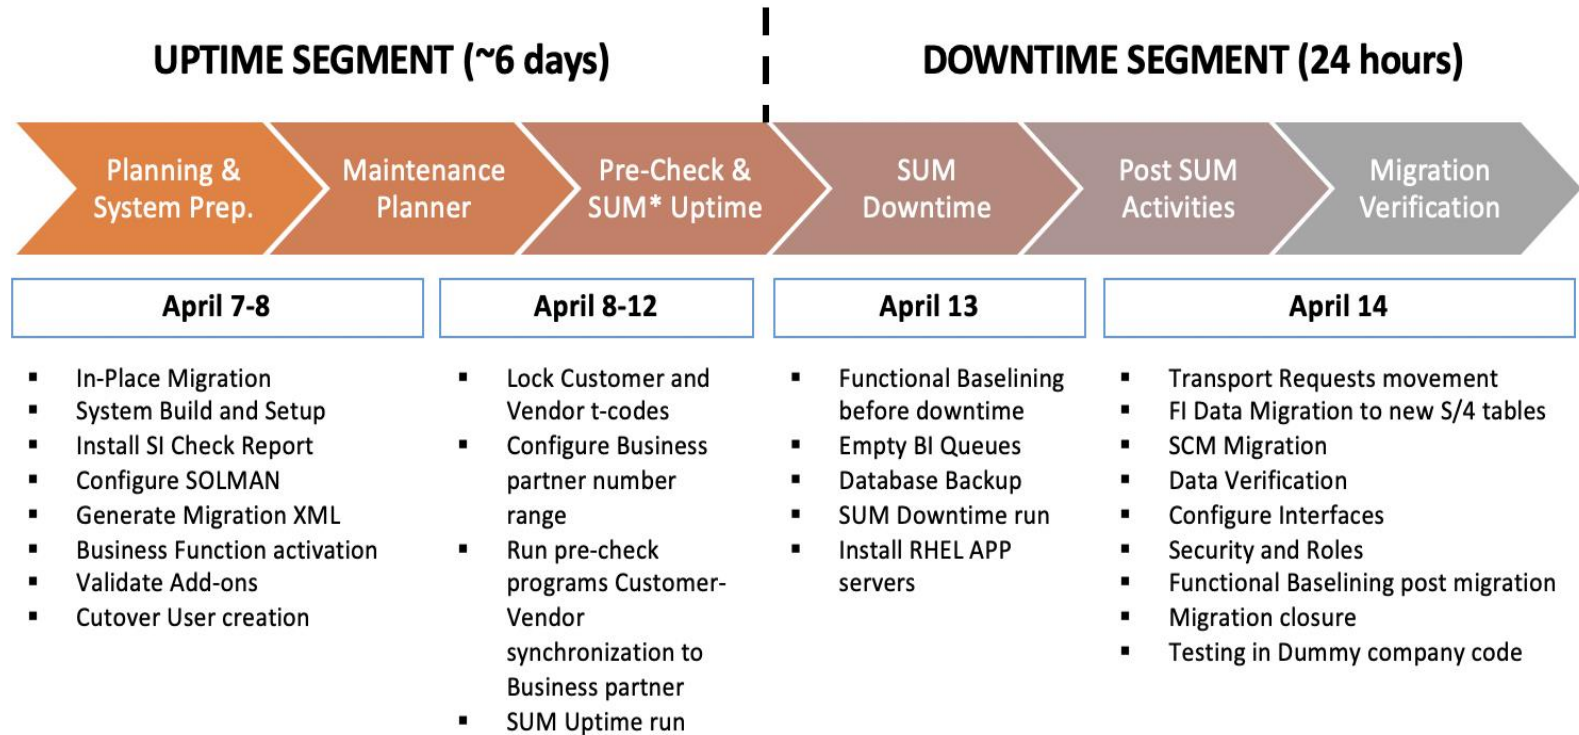 UPTIME SEGMENT (~6 days)
DOWNTIME SEGMENT (24 hours)
Planning &
System Prep.
Maintenance
Planner
Pre-Check &
SUM* Uptime
SUM
Downtime
Post SUM
Activities
Migration
Verification
April 7-8
▪ In-Place Migration
▪ System Build and Setup
▪ Install SI Check Report
▪ Configure SOLMAN
▪ Generate Migration XML
▪ Business Function activation
▪ Validate Add-ons
▪ Cutover User creation
April 8-12
▪ Lock Customer and
Vendor t-codes
▪ Configure Business
partner number
range
▪ Run pre-check
programs Customer-
Vendor
synchronization to
Business partner
▪ SUM Uptime run
April 13
▪ Functional Baselining
before downtime
▪ Empty BI Queues
▪ Database Backup
▪ SUM Downtime run
▪ Install RHEL APP
servers
April 14
▪ Transport Requests movement
▪ FI Data Migration to new S/4 tables
▪ SCM Migration
▪ Data Verification
▪ Configure Interfaces
▪ Security and Roles
▪ Functional Baselining post migration
▪ Migration closure
▪ Testing in Dummy company code